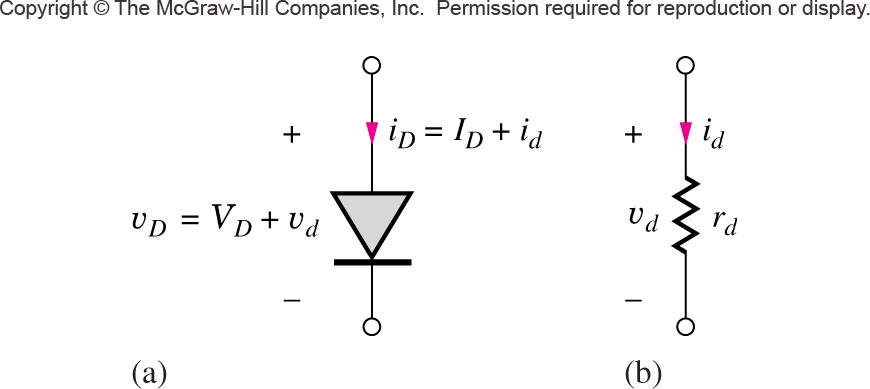 Copyright © The McGraw-Hill Companies, Inc. Permission required for reproduction or display.
+ i_D = I_D + i_d
v_D = V_D + v_d
−
(a)
+ i_d
v_d r_d
−
(b)